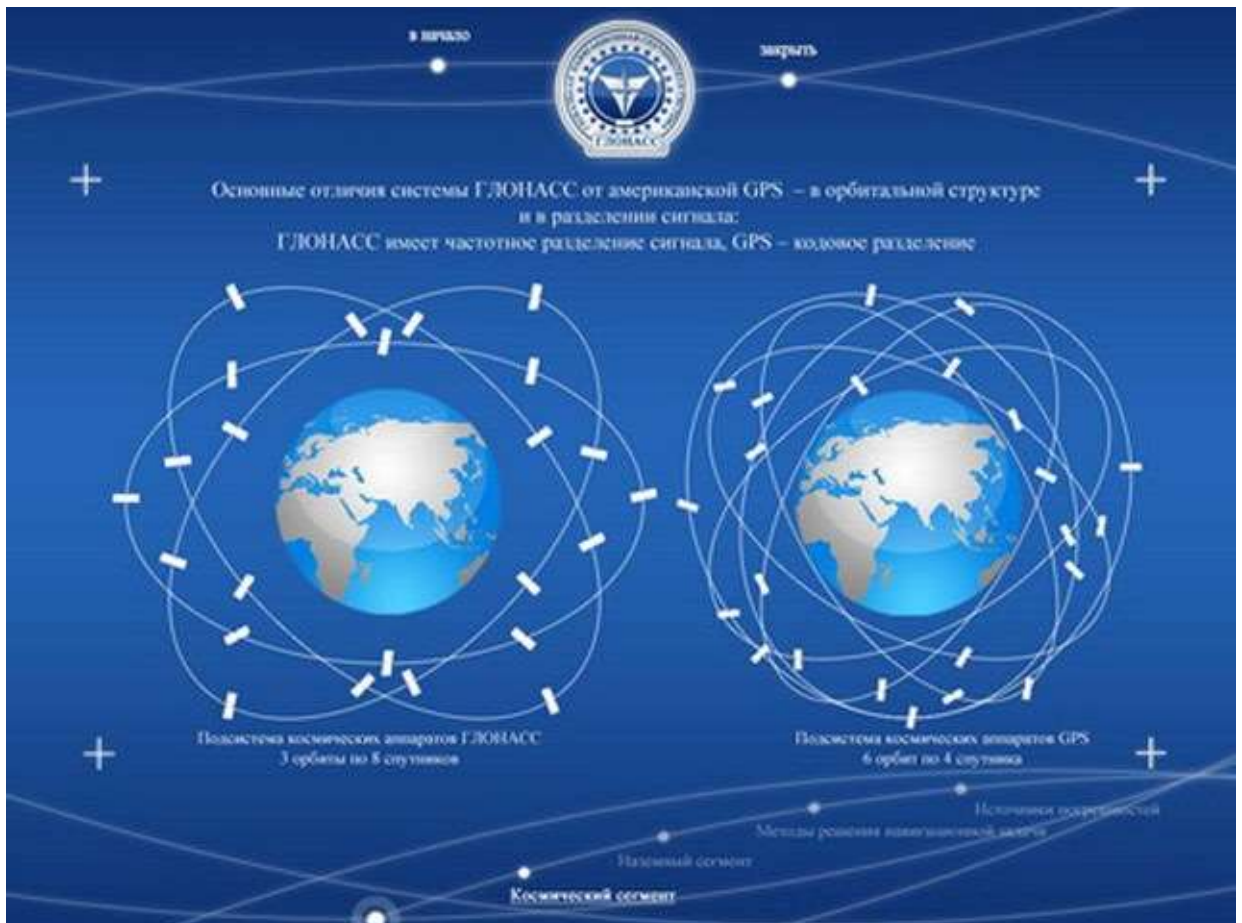 в начало
закрыть
ГЛОНАСС
Основные отличия системы ГЛОНАСС от американской GPS – в орбитальной структуре
и в разделении сигнала:
ГЛОНАСС имеет частотное разделение сигнала, GPS – кодовое разделение
Подсистема космических аппаратов ГЛОНАСС
3 орбиты по 8 спутников
Подсистема космических аппаратов GPS
6 орбит по 4 спутника
Источники погрешностей
Методы решения навигационной задачи
Наземный сегмент
Космический сегмент